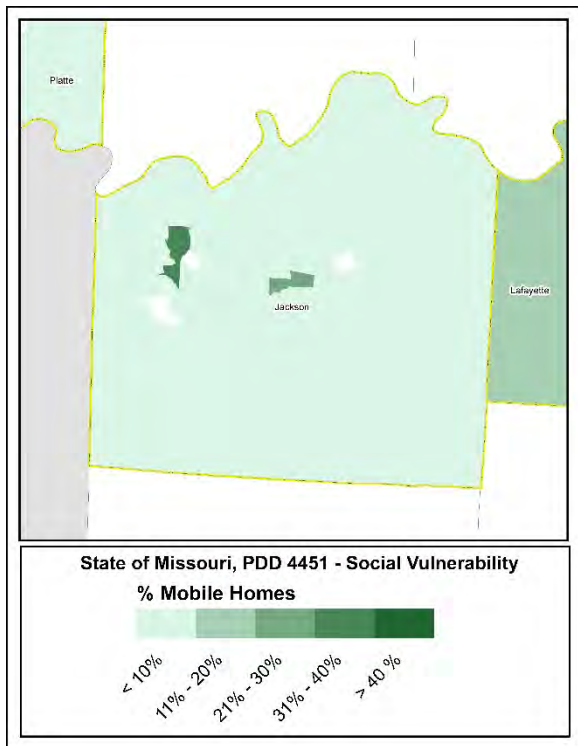 Platte
Lafayette
Jackson
State of Missouri, PDD 4451 - Social Vulnerability
% Mobile Homes
< 10%
11% - 20%
21% - 30%
31% - 40%
> 40 %